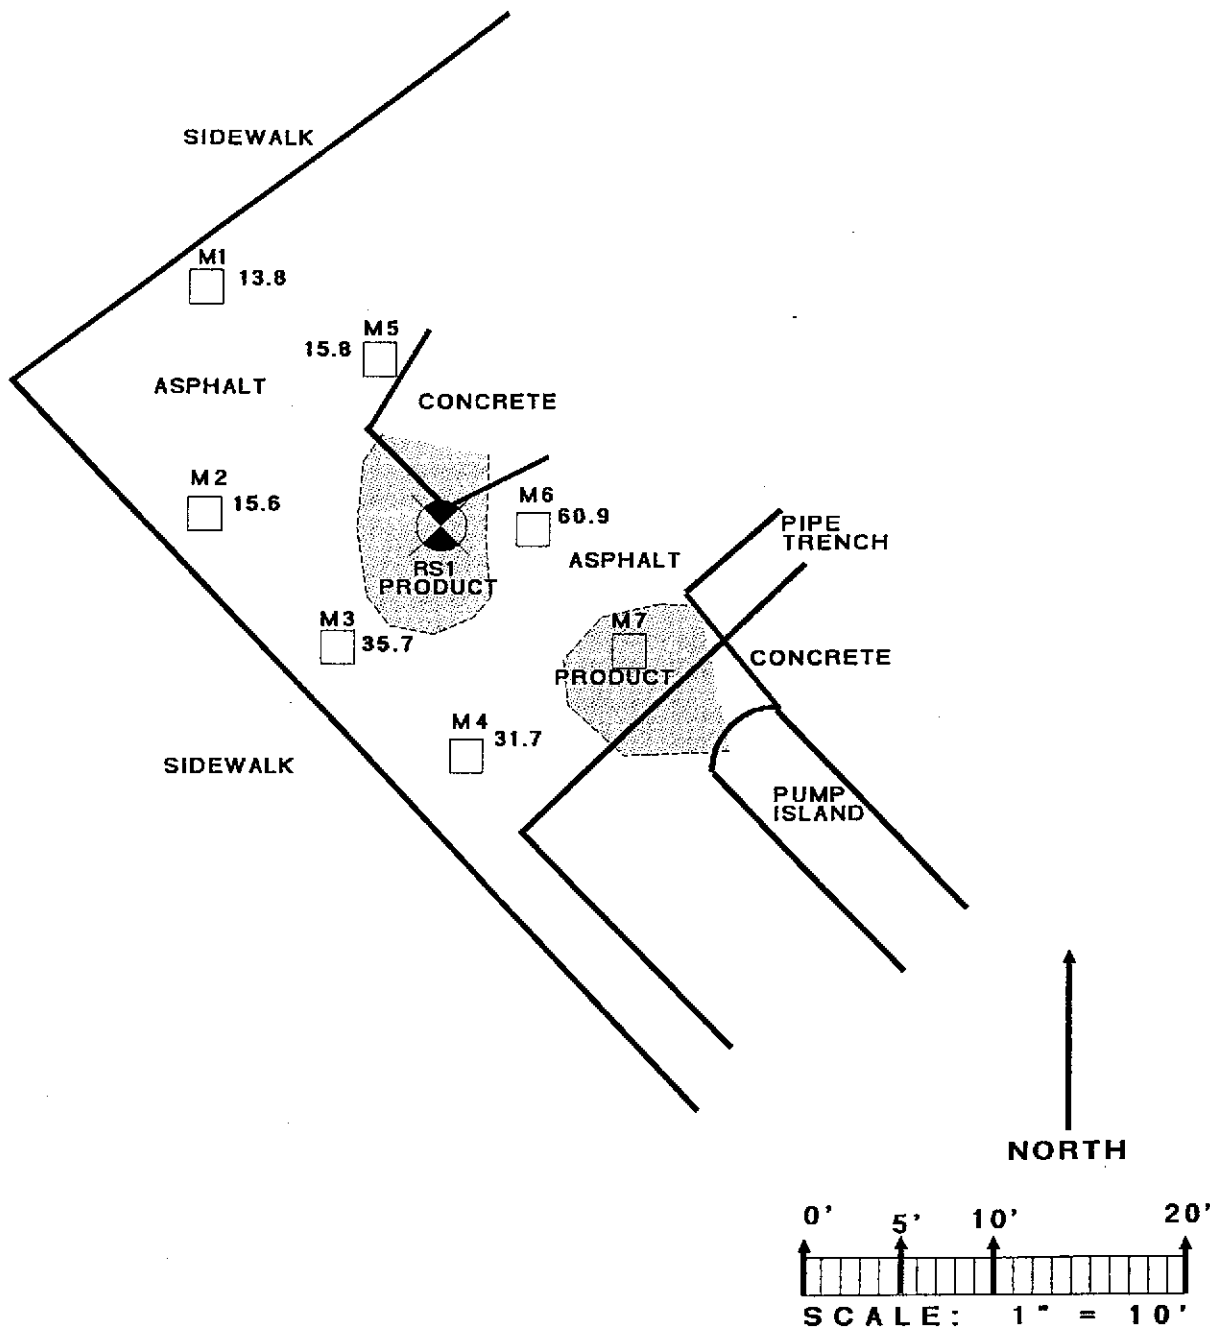 SIDEWALK
M1
13.8
M5
15.8
ASPHALT
CONCRETE
M2
15.6
M6
60.9
PIPE
TRENCH
ASPHALT
RS1
PRODUCT
M3
35.7
M7
CONCRETE
PRODUCT
M4
31.7
SIDEWALK
PUMP
ISLAND
NORTH
0' 5' 10' 20'
SCALE: 1" = 10'